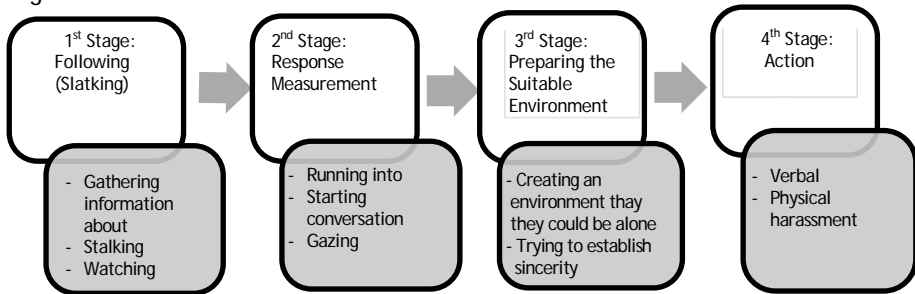 1st Stage:
Following
(Slatking)
- Gathering
information
about
- Stalking
- Watching
2nd Stage:
Response
Measurement
- Running into
- Starting
conversation
- Gazing
3rd Stage:
Preparing the
Suitable
Environment
- Creating an
environment thay
they could be alone
- Trying to establish
sincerity
4th Stage:
Action
- Verbal
- Physical
harassment